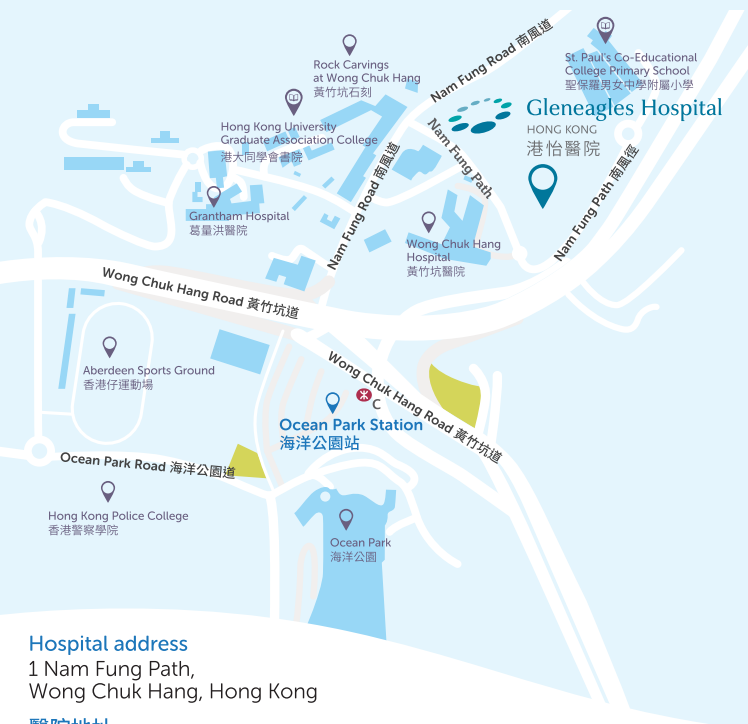 Nam Fung Road 南風道
Rock Carvings
at Wong Chuk Hang
黃竹坑石刻
St. Paul's Co-Educational
College Primary School
聖保羅男女中學附屬小學
Gleneagles Hospital
HONG KONG
港怡醫院
Hong Kong University
Graduate Association College
港大同學會書院
Nam Fung Path
Nam Fung Road 南風道
Nam Fung Path 南風徑
Grantham Hospital
葛量洪醫院
Wong Chuk Hang
Hospital
黃竹坑醫院
Wong Chuk Hang Road 黃竹坑道
Aberdeen Sports Ground
香港仔運動場
Wong Chuk Hang Road 黃竹坑道
C
Ocean Park Station
海洋公園站
Ocean Park Road 海洋公園道
Hong Kong Police College
香港警察學院
Ocean Park
海洋公園
Hospital address
1 Nam Fung Path,
Wong Chuk Hang, Hong Kong
醫院地址